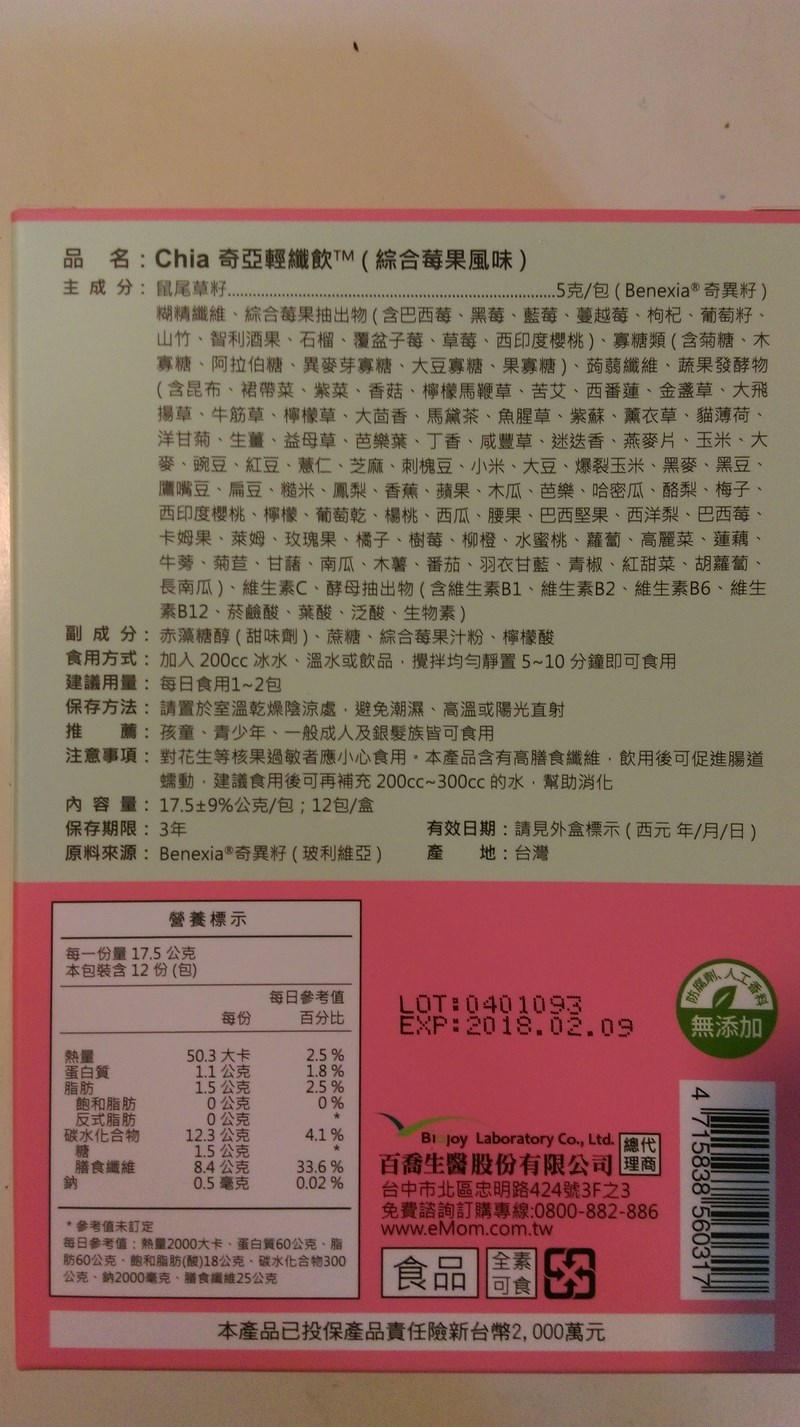 品 名：Chia 奇亞輕纖飲™ ( 綜合莓果風味 )
主 成 分：鼠尾草籽......................................................5克/包 ( Benexia® 奇異籽 )
糊精纖維、綜合莓果抽出物 ( 含巴西莓、黑莓、藍莓、蔓越莓、枸杞、葡萄籽、
山竹、智利酒果、石榴、覆盆子莓、草莓、西印度櫻桃 )、寡糖類 ( 含菊糖、木
寡糖、阿拉伯糖、異麥芽寡糖、大豆寡糖、果寡糖 )、蒟蒻纖維、蔬果發酵物
( 含昆布、裙帶菜、紫菜、香菇、檸檬馬鞭草、苦艾、西番蓮、金盞草、大飛
揚草、牛筋草、檸檬草、大茴香、馬黛茶、魚腥草、紫蘇、薰衣草、貓薄荷、
洋甘菊、生薑、益母草、芭樂葉、丁香、咸豐草、迷迭香、燕麥片、玉米、大
麥、豌豆、紅豆、薏仁、芝麻、刺槐豆、小米、大豆、爆裂玉米、黑麥、黑豆、
鷹嘴豆、扁豆、糙米、鳳梨、香蕉、蘋果、木瓜、芭樂、哈密瓜、酪梨、梅子、
西印度櫻桃、檸檬、葡萄乾、楊桃、西瓜、腰果、巴西堅果、西洋梨、巴西莓、
卡姆果、萊姆、玫瑰果、橘子、樹莓、柳橙、水蜜桃、蘿蔔、高麗菜、蓮藕、
牛蒡、菊苣、甘藷、南瓜、木薯、番茄、羽衣甘藍、青椒、紅甜菜、胡蘿蔔、
長南瓜 )、維生素C、酵母抽出物 ( 含維生素B1、維生素B2、維生素B6、維生
素B12、菸鹼酸、葉酸、泛酸、生物素 )
副 成 分：赤藻糖醇 ( 甜味劑 )、蔗糖、綜合莓果汁粉、檸檬酸
食用方式：加入 200cc 冰水、溫水或飲品，攪拌均勻靜置 5~10 分鐘即可食用
建議用量：每日食用1~2包
保存方法：請置於室溫乾燥陰涼處，避免潮濕、高溫或陽光直射
推 薦：孩童、青少年、一般成人及銀髮族皆可食用
注意事項：對花生等核果過敏者應小心食用。本產品含有高膳食纖維，飲用後可促進腸道
蠕動，建議食用後可再補充 200cc~300cc 的水，幫助消化
內 容 量：17.5±9%公克/包；12包/盒
保存期限：3年 有效日期：請見外盒標示 ( 西元 年/月/日 )
原料來源：Benexia®奇異籽 ( 玻利維亞 ) 產 地：台灣
營養標示
每一份量 17.5 公克
本包裝含 12 份 (包)
每日參考值
每份 百分比
熱量 50.3 大卡 2.5 %
蛋白質 1.1 公克 1.8 %
脂肪 1.5 公克 2.5 %
飽和脂肪 0 公克 0 %
反式脂肪 0 公克 *
碳水化合物 12.3 公克 4.1 %
糖 1.5 公克 *
膳食纖維 8.4 公克 33.6 %
鈉 0.5 毫克 0.02 %
* 參考值未訂定
每日參考值：熱量2000大卡、蛋白質60公克、脂
肪60公克、飽和脂肪(酸)18公克、碳水化合物300
公克、鈉2000毫克、膳食纖維25公克
LOT:0401093
EXP:2018.02.09
防腐劑、人工香料
無添加
BiJoy Laboratory Co., Ltd.
百喬生醫股份有限公司 總代理商
台中市北區忠明路424號3F之3
免費諮詢訂購專線:0800-882-886
www.eMom.com.tw
食品 全素可食
4 715838 560317
本產品已投保產品責任險新台幣2,000萬元